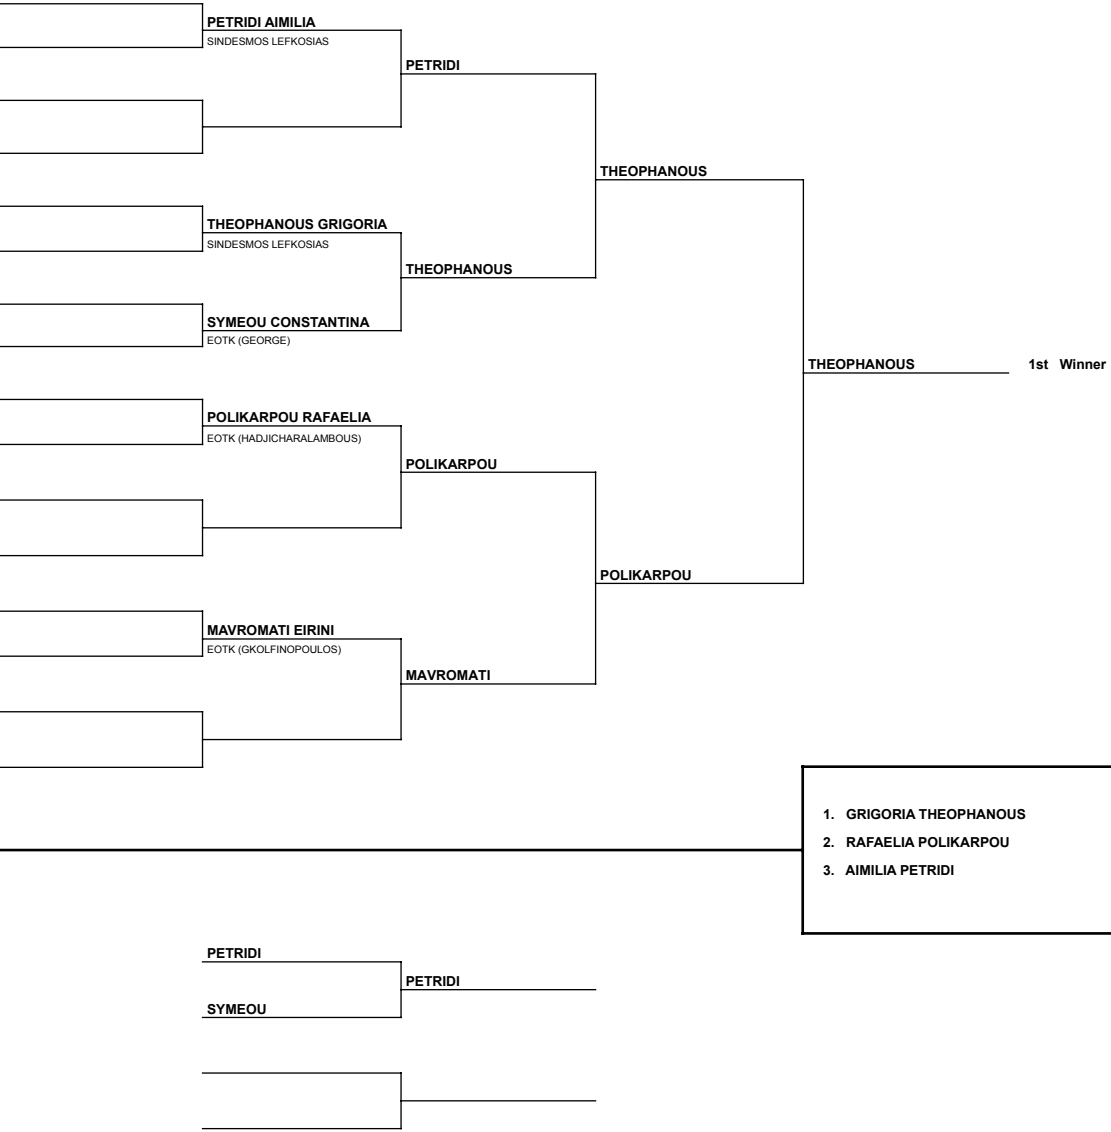 PETRIDI AIMILIA
SINDESMOS LEFKOSIAS
PETRIDI
THEOPHANOUS
THEOPHANOUS GRIGORIA
SINDESMOS LEFKOSIAS
THEOPHANOUS
SYMEOU CONSTANTINA
EOTK (GEORGE)
THEOPHANOUS 1st Winner
POLIKARPOU RAFAELIA
EOTK (HADJICHARALAMBOUS)
POLIKARPOU
POLIKARPOU
MAVROMATI EIRINI
EOTK (GKOLFINOPOULOS)
MAVROMATI
1. GRIGORIA THEOPHANOUS
2. RAFAELIA POLIKARPOU
3. AIMILIA PETRIDI
PETRIDI
PETRIDI
SYMEOU